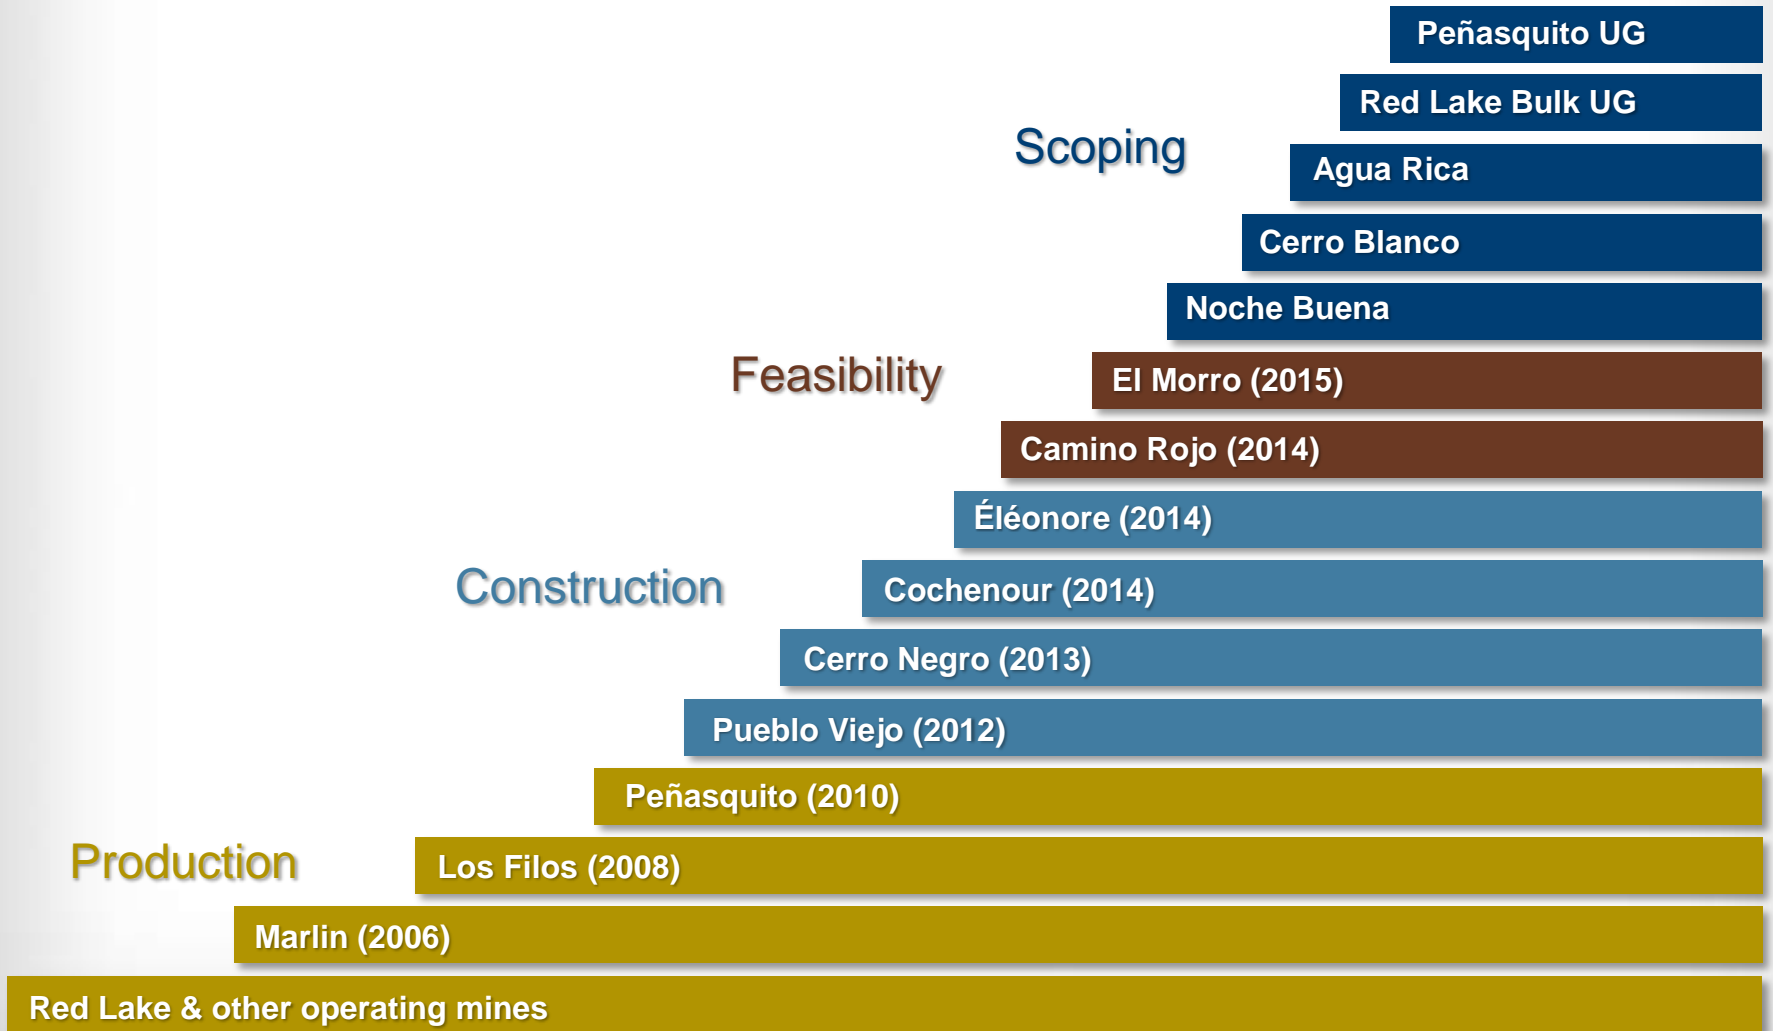 Peñasquito UG
Red Lake Bulk UG
Scoping
Agua Rica
Cerro Blanco
Noche Buena
Feasibility
El Morro (2015)
Camino Rojo (2014)
Éléonore (2014)
Construction
Cochenour (2014)
Cerro Negro (2013)
Pueblo Viejo (2012)
Peñasquito (2010)
Production
Los Filos (2008)
Marlin (2006)
Red Lake & other operating mines